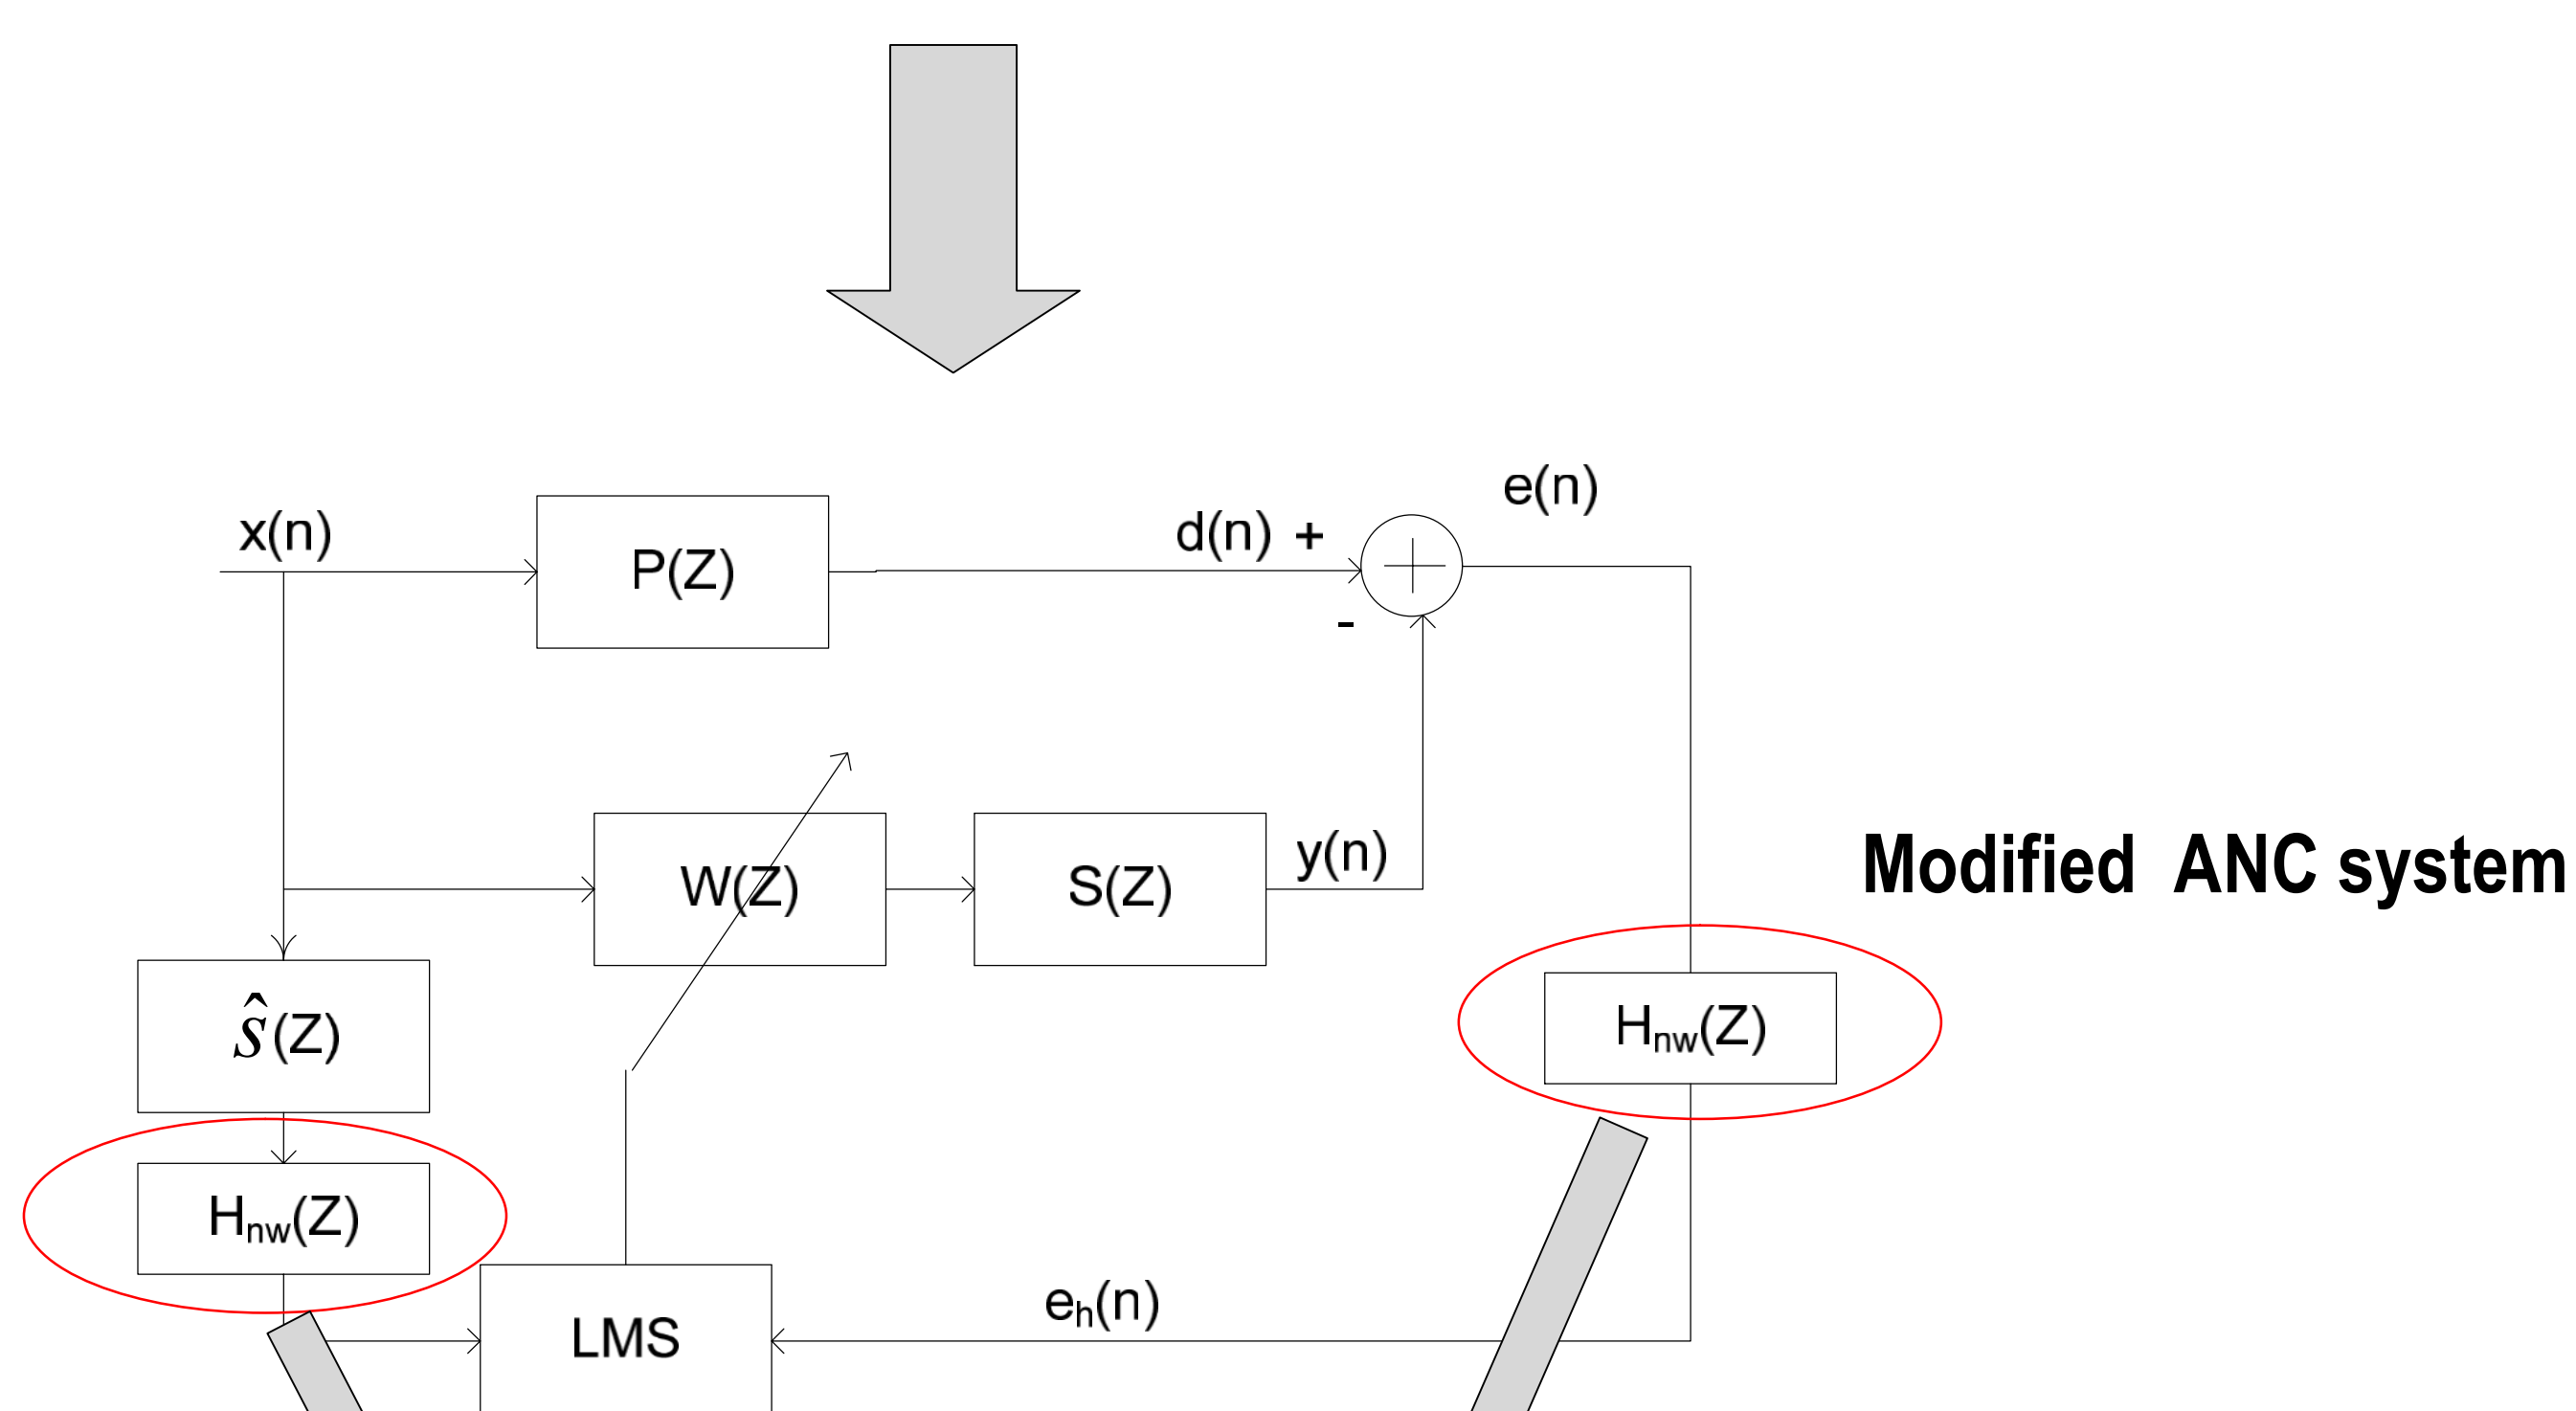 e(n)
x(n)
d(n) +
P(Z)
-
Modified ANC system
y(n)
W(Z)
S(Z)
ŝ(Z)
Hnw(Z)
Hnw(Z)
eh(n)
LMS